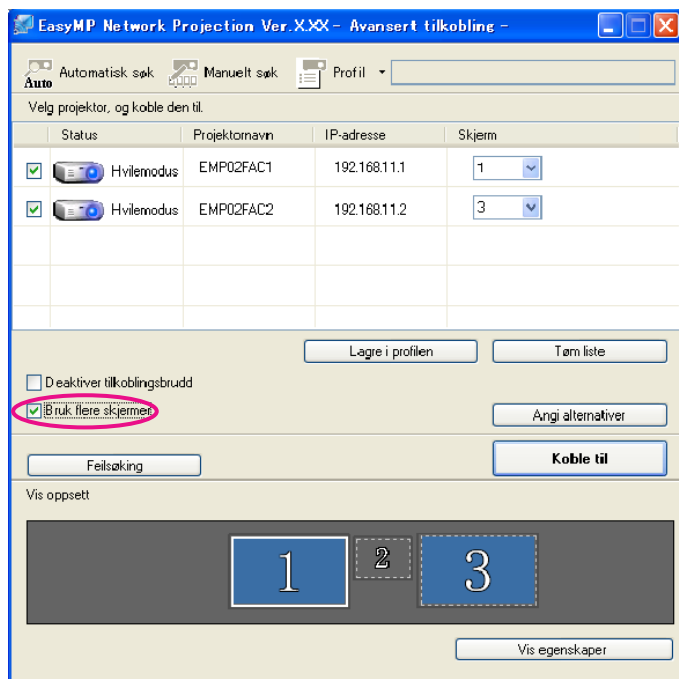 EasyMP Network Projection Ver.X.XX - Avansert tilkobling -
Auto Automatisk søk Manuelt søk Profil
Velg projektor, og koble den til.
Status Projektornavn IP-adresse Skjerm
Hvilemodus EMP02FAC1 192.168.11.1 1
Hvilemodus EMP02FAC2 192.168.11.2 3
Lagre i profilen Tøm liste
Deaktiver tilkoblingsbrudd
Bruk flere skjermer
Angi alternativer
Feilsøking Koble til
Vis oppsett
1 2 3
Vis egenskaper